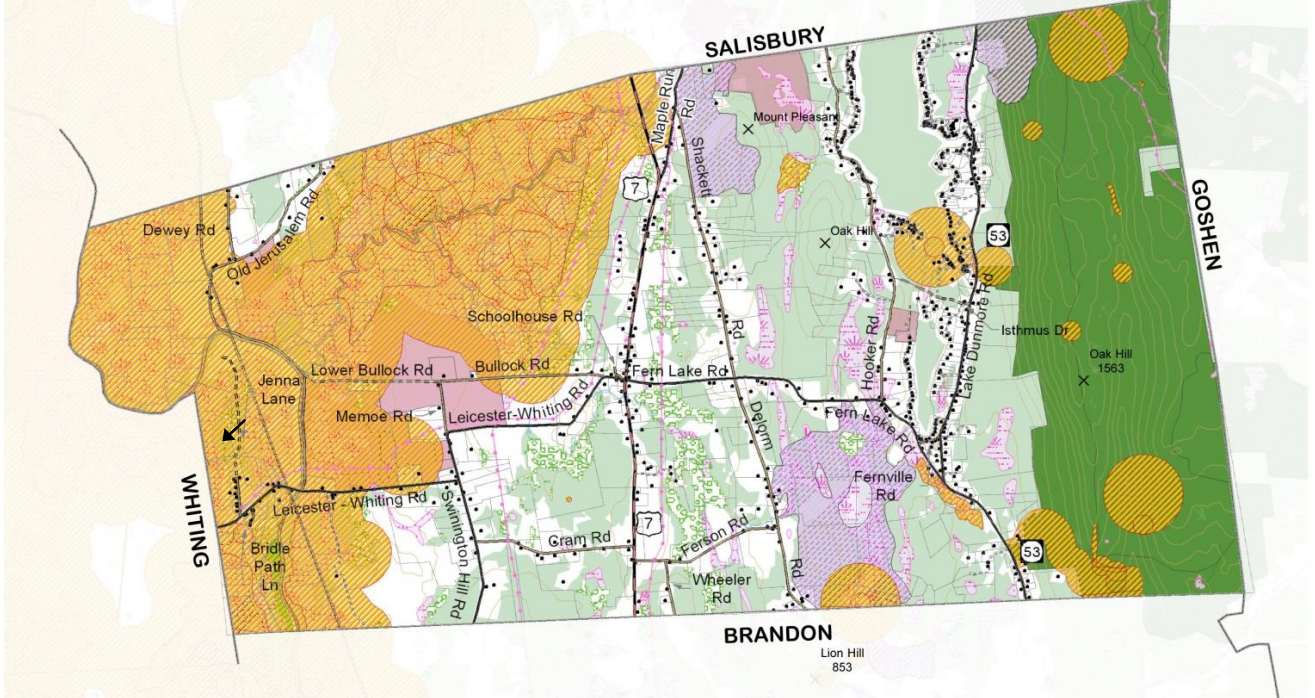 SALISBURY
Maple Run
Rd
Mount Pleasant
Shackett
7
GOSHEN
Dewey Rd
Old Jerusalem Rd
Oak Hill
53
Schoolhouse Rd
Rd
Isthmus Dr
Hooker Rd
Lake Dunmore Rd
Oak Hill
1563
Lower Bullock Rd
Bullock Rd
Fern Lake Rd
Jenna
Lane
Memoe Rd
Leicester-Whiting Rd
Delorm
Fern Lake Rd
WHITING
Leicester - Whiting Rd
Swinington Hill Rd
Fernville
Rd
7
Cram Rd
Ferson Rd
53
Bridle
Path
Ln
Wheeler
Rd
Rd
BRANDON
Lion Hill
853